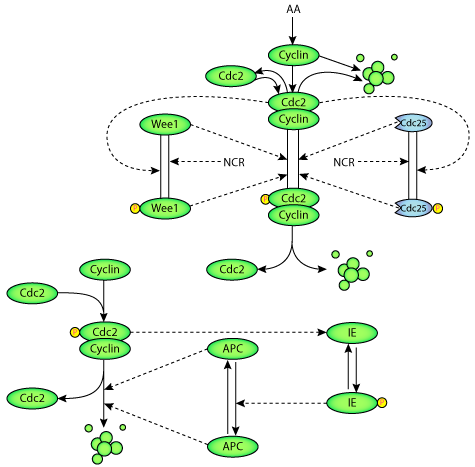 AA
Cyclin
Cdc2
Cdc2
Cyclin
Wee1
Cdc25
NCR
NCR
P
Wee1
P
Cdc2
Cyclin
Cdc25
P
Cdc2
Cyclin
Cdc2
P
Cdc2
Cyclin
IE
APC
Cdc2
IE
P
APC